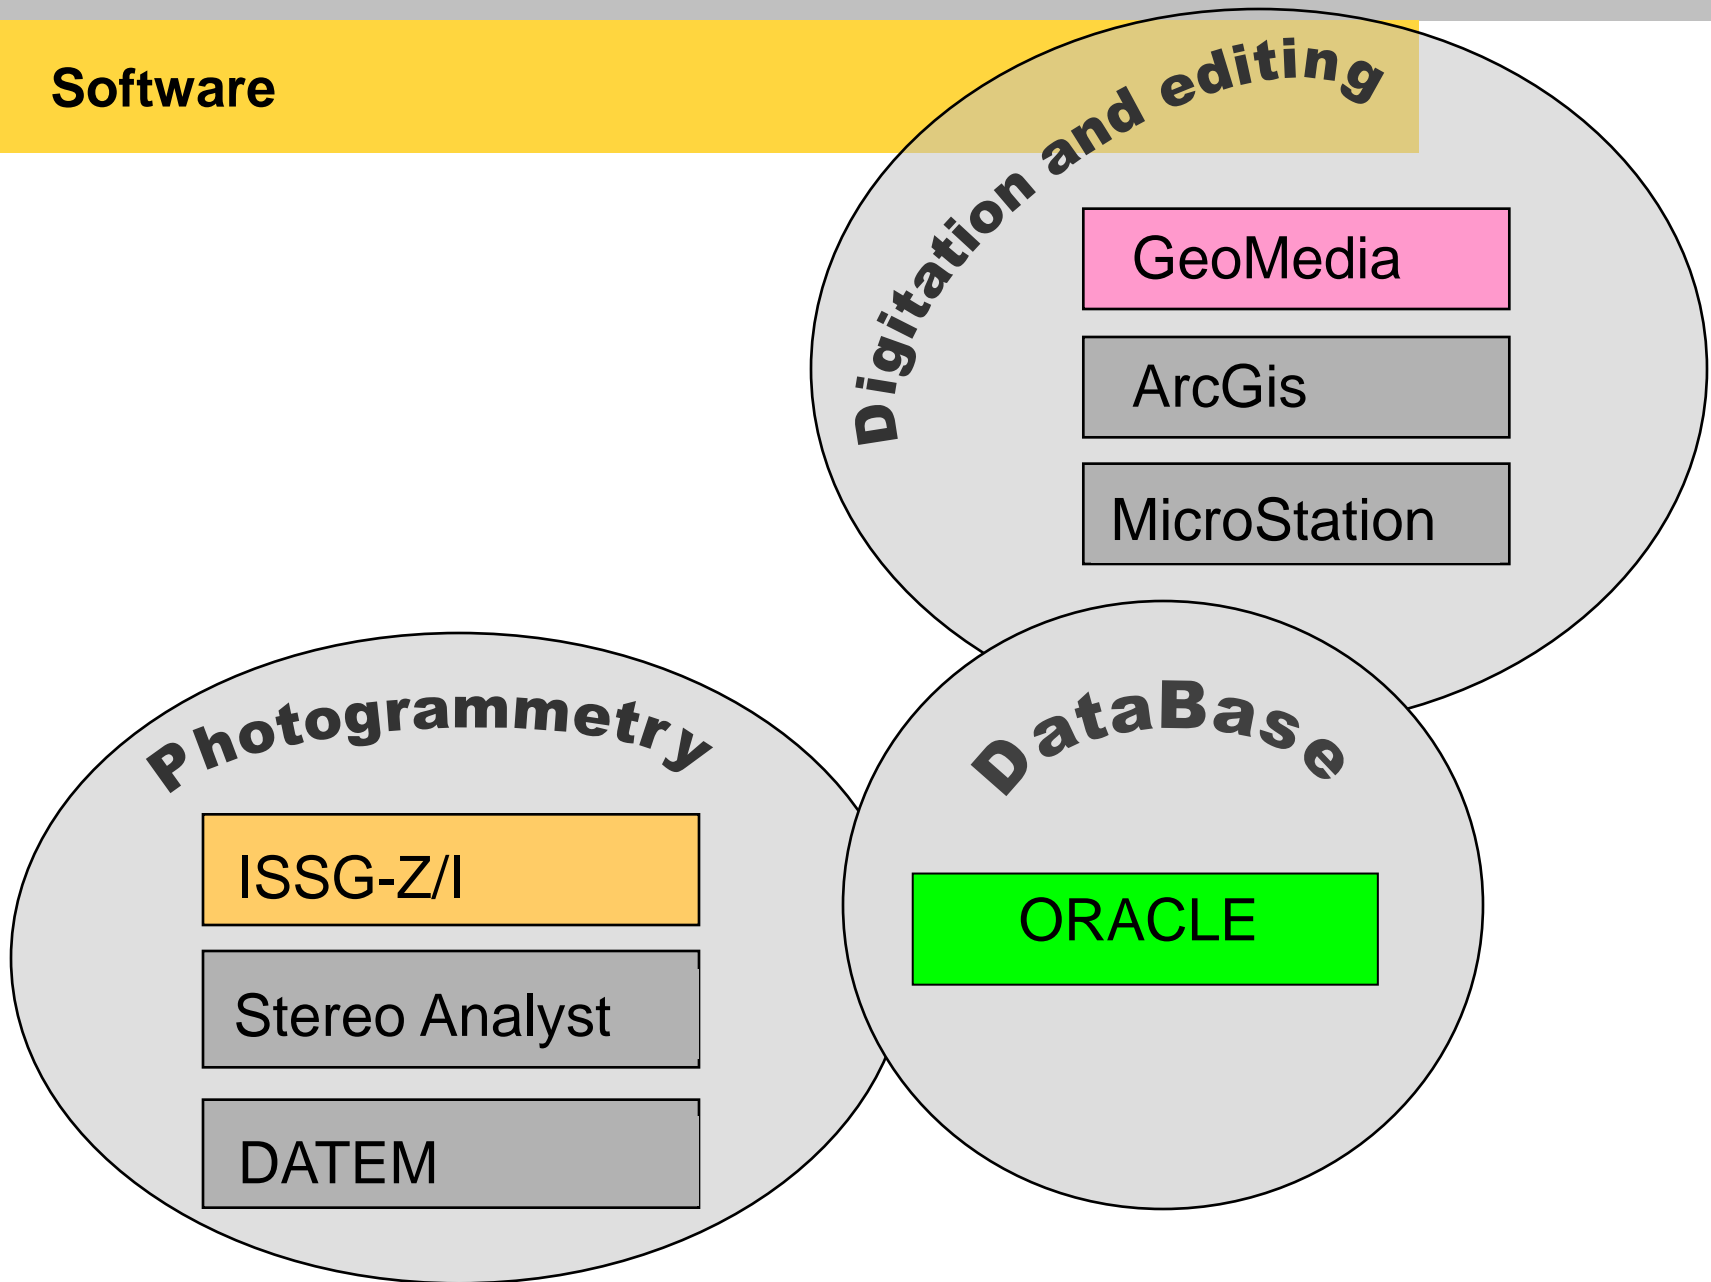 Software
Digitation and editing
GeoMedia
ArcGis
MicroStation
Photogrammetry
ISSG-Z/I
Stereo Analyst
DATEM
DataBase
ORACLE